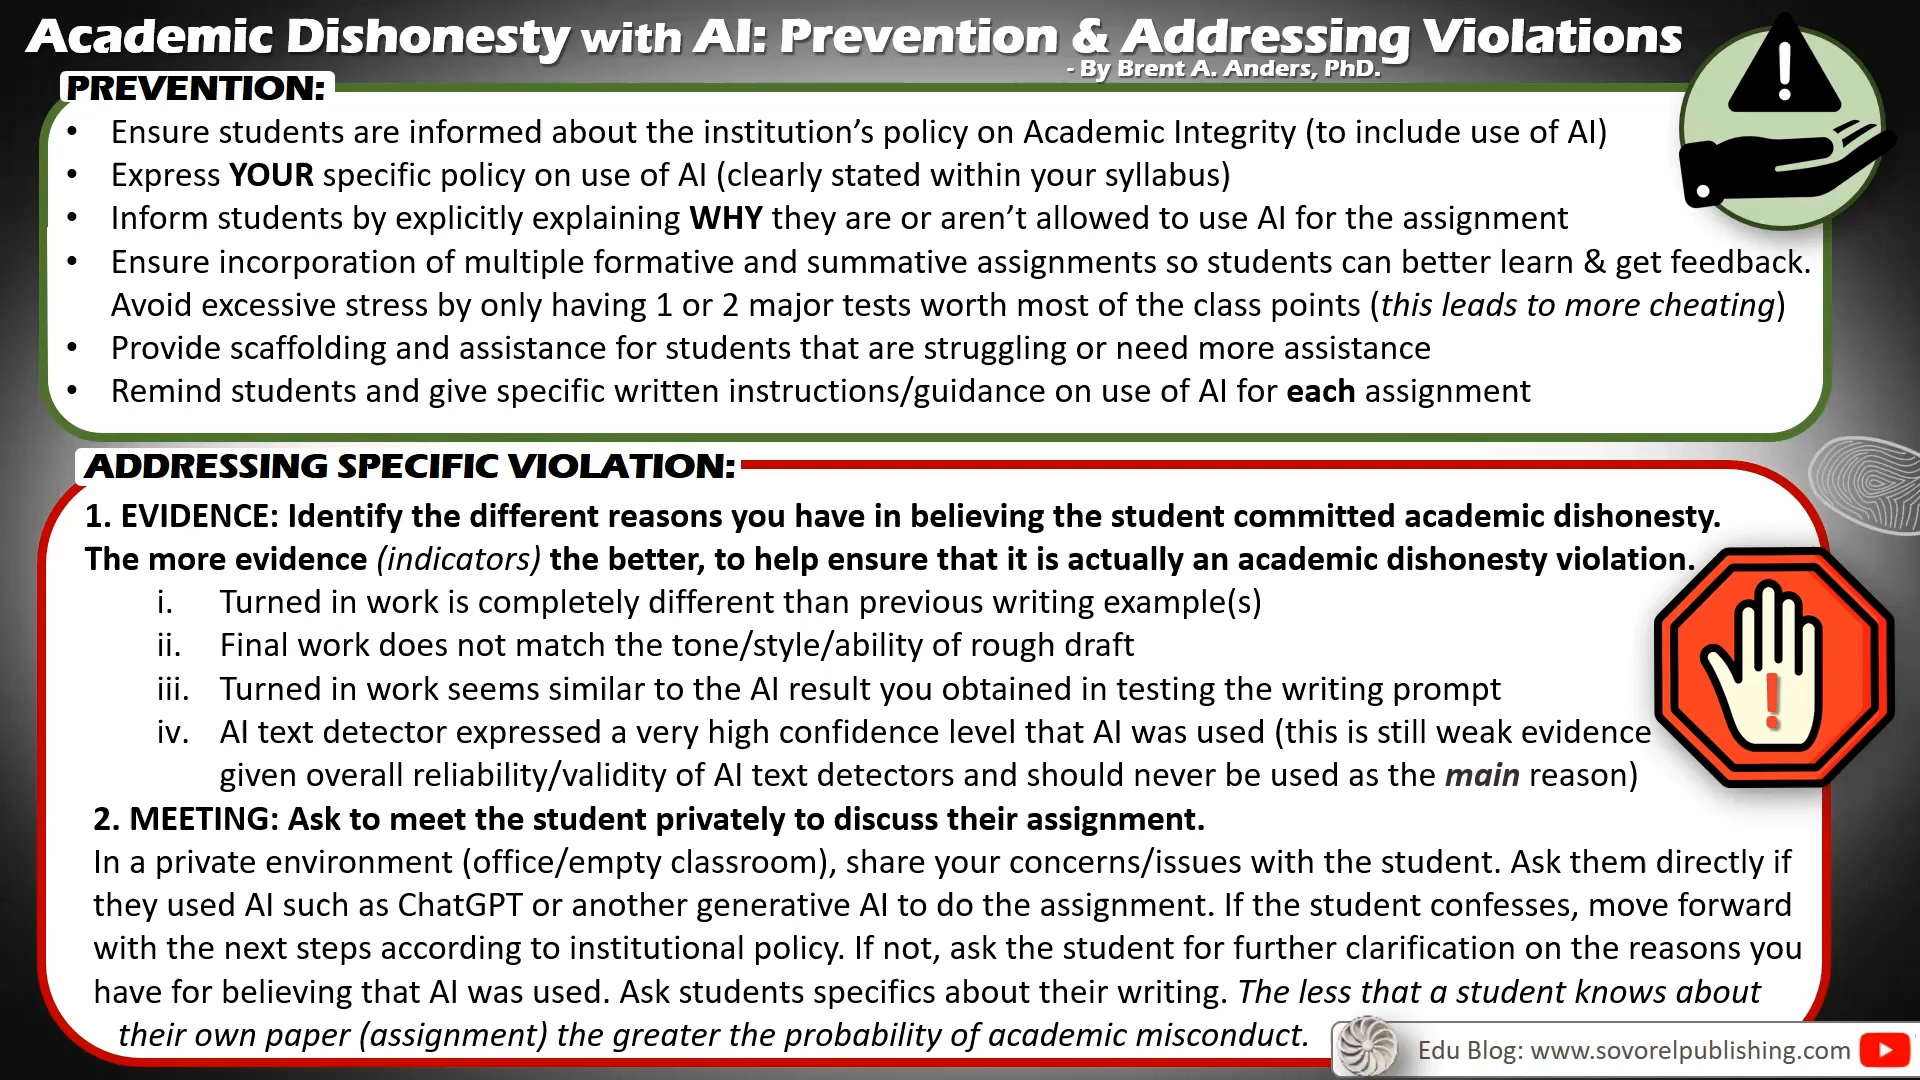 Academic Dishonesty with AI: Prevention & Addressing Violations
- By Brent A. Anders, PhD.
PREVENTION:
• Ensure students are informed about the institution’s policy on Academic Integrity (to include use of AI)
• Express YOUR specific policy on use of AI (clearly stated within your syllabus)
• Inform students by explicitly explaining WHY they are or aren’t allowed to use AI for the assignment
• Ensure incorporation of multiple formative and summative assignments so students can better learn & get feedback.
Avoid excessive stress by only having 1 or 2 major tests worth most of the class points (this leads to more cheating)
• Provide scaffolding and assistance for students that are struggling or need more assistance
• Remind students and give specific written instructions/guidance on use of AI for each assignment
ADDRESSING SPECIFIC VIOLATION:
1. EVIDENCE: Identify the different reasons you have in believing the student committed academic dishonesty.
The more evidence (indicators) the better, to help ensure that it is actually an academic dishonesty violation.
i. Turned in work is completely different than previous writing example(s)
ii. Final work does not match the tone/style/ability of rough draft
iii. Turned in work seems similar to the AI result you obtained in testing the writing prompt
iv. AI text detector expressed a very high confidence level that AI was used (this is still weak evidence
given overall reliability/validity of AI text detectors and should never be used as the main reason)
2. MEETING: Ask to meet the student privately to discuss their assignment.
In a private environment (office/empty classroom), share your concerns/issues with the student. Ask them directly if
they used AI such as ChatGPT or another generative AI to do the assignment. If the student confesses, move forward
with the next steps according to institutional policy. If not, ask the student for further clarification on the reasons you
have for believing that AI was used. Ask students specifics about their writing. The less that a student knows about
their own paper (assignment) the greater the probability of academic misconduct.
Edu Blog: www.sovorelpublishing.com